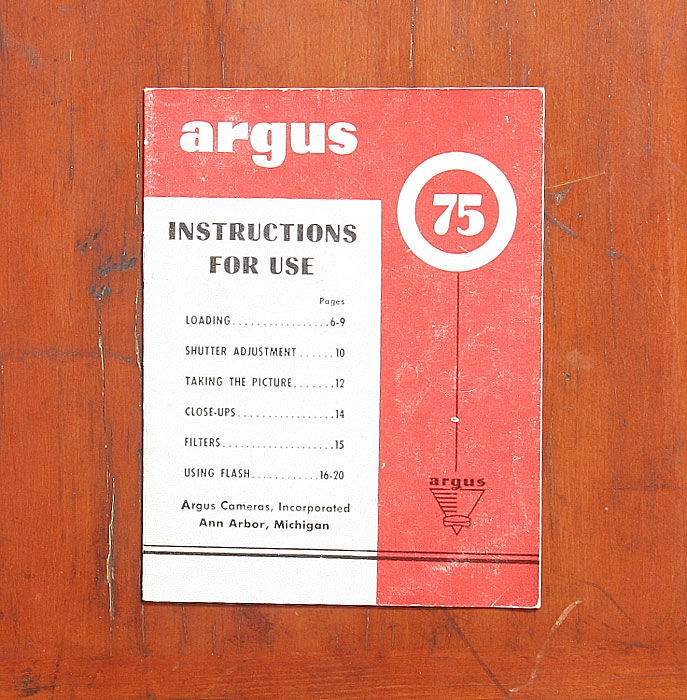 argus
75
INSTRUCTIONS
FOR USE
Pages
LOADING................6-9
SHUTTER ADJUSTMENT......10
TAKING THE PICTURE.......12
CLOSE-UPS................14
FILTERS...................15
USING FLASH............16-20
Argus Cameras, Incorporated
Ann Arbor, Michigan
argus